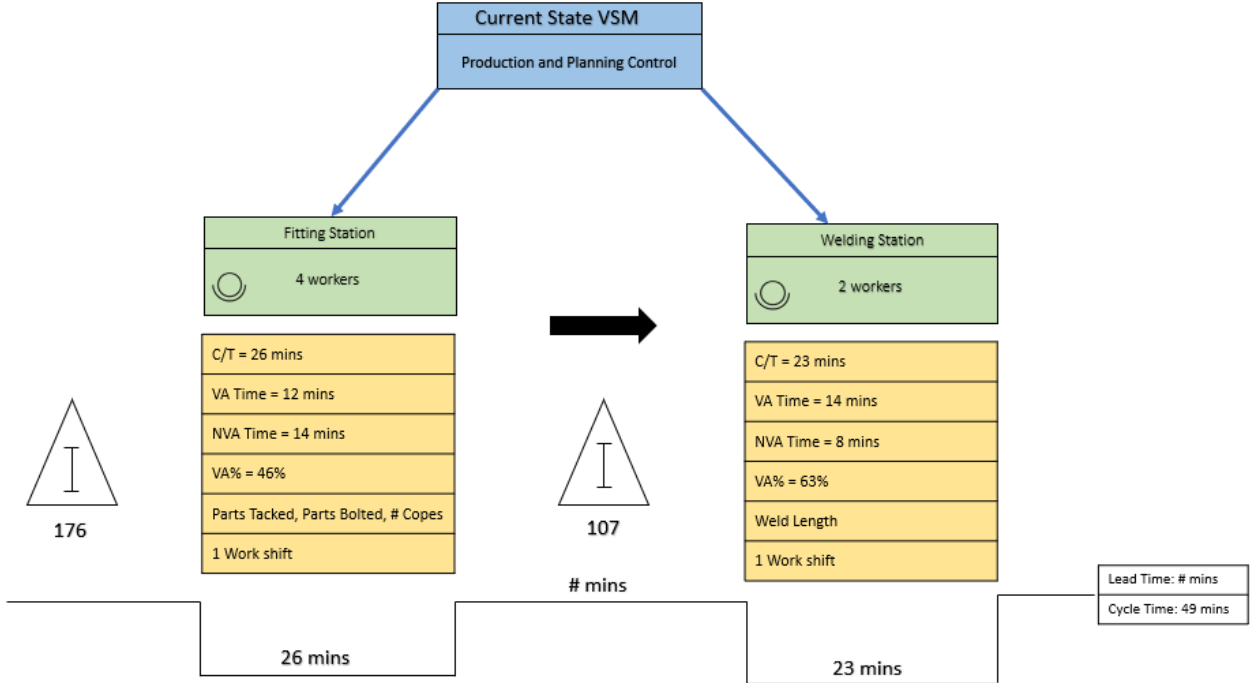 Current State VSM
Production and Planning Control
Fitting Station
4 workers
C/T = 26 mins
VA Time = 12 mins
NVA Time = 14 mins
VA% = 46%
Parts Tacked, Parts Bolted, # Copes
1 Work shift
Welding Station
2 workers
C/T = 23 mins
VA Time = 14 mins
NVA Time = 8 mins
VA% = 63%
Weld Length
1 Work shift
176
107
# mins
26 mins
23 mins
Lead Time: # mins
Cycle Time: 49 mins